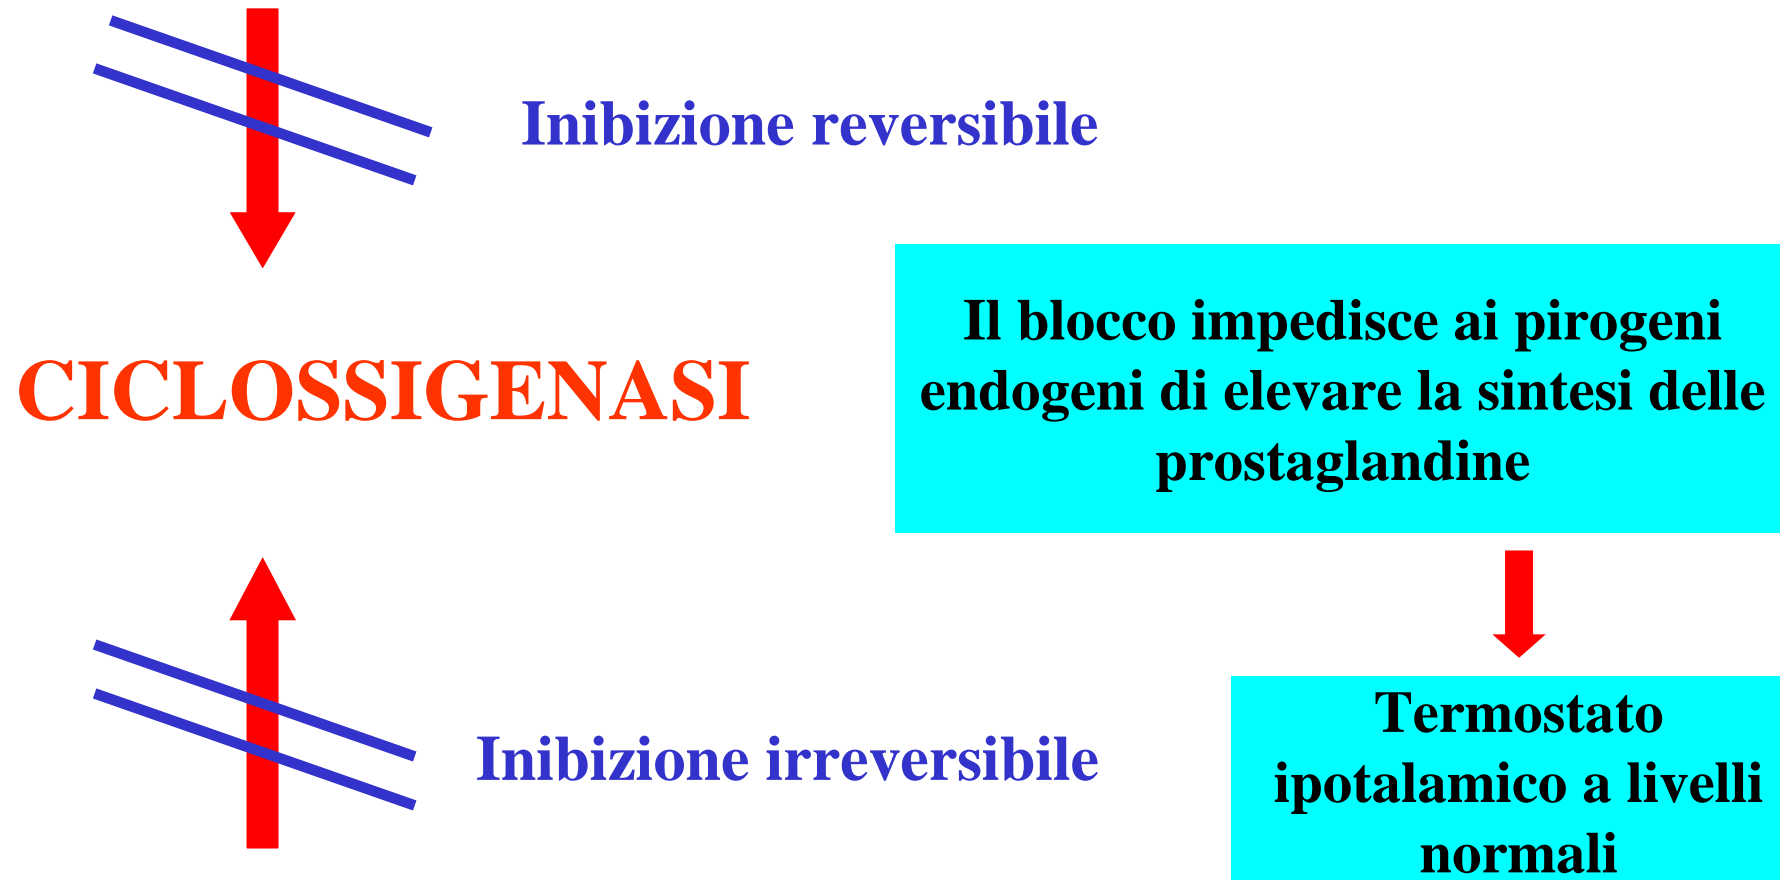 Inibizione reversibile
CICLOSSIGENASI
Il blocco impedisce ai pirogeni
endogeni di elevare la sintesi delle
prostaglandine
Inibizione irreversibile
Termostato
ipotalamico a livelli
normali